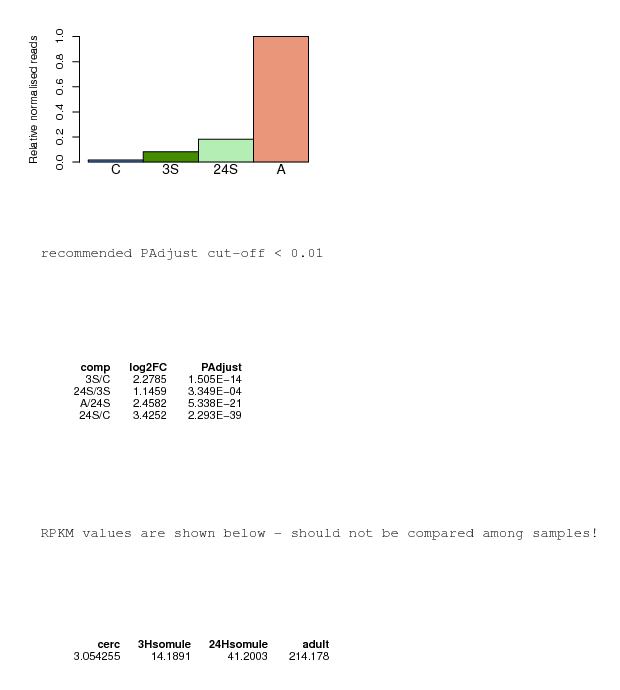 Relative normalised reads
1.0
0.8
0.6
0.4
0.2
0.0
C 3S 24S A
recommended PAdjust cut-off < 0.01
comp log2FC PAdjust
3S/C 2.2785 1.505E−14
24S/3S 1.1459 3.349E−04
A/24S 2.4582 5.338E−21
24S/C 3.4252 2.293E−39
RPKM values are shown below - should not be compared among samples!
cerc 3Hsomule 24Hsomule adult
3.054255 14.1891 41.2003 214.178